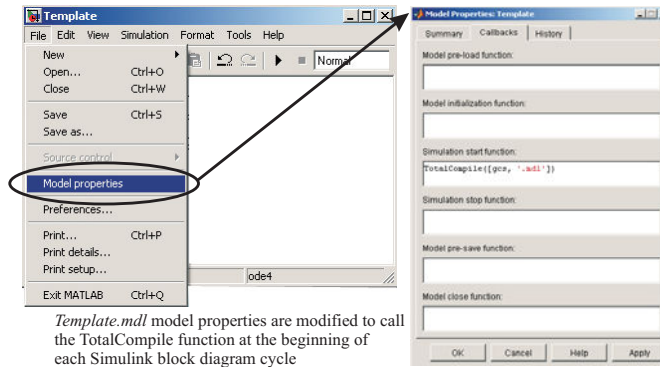 Template
File Edit View Simulation Format Tools Help
New
Open... Ctrl+O
Close Ctrl+W
Save Ctrl+S
Save as...
Source control
Model properties
Preferences...
Print... Ctrl+P
Print details...
Print setup...
Exit MATLAB Ctrl+Q
Normal
ode4
Template.mdl model properties are modified to call
the TotalCompile function at the beginning of
each Simulink block diagram cycle
Model Properties: Template
Summary Callbacks History
Model pre-load function:
Model initialization function:
Simulation start function:
TotalCompile([gcs, '.mdl'])
Simulation stop function:
Model pre-save function:
Model close function:
OK Cancel Help Apply